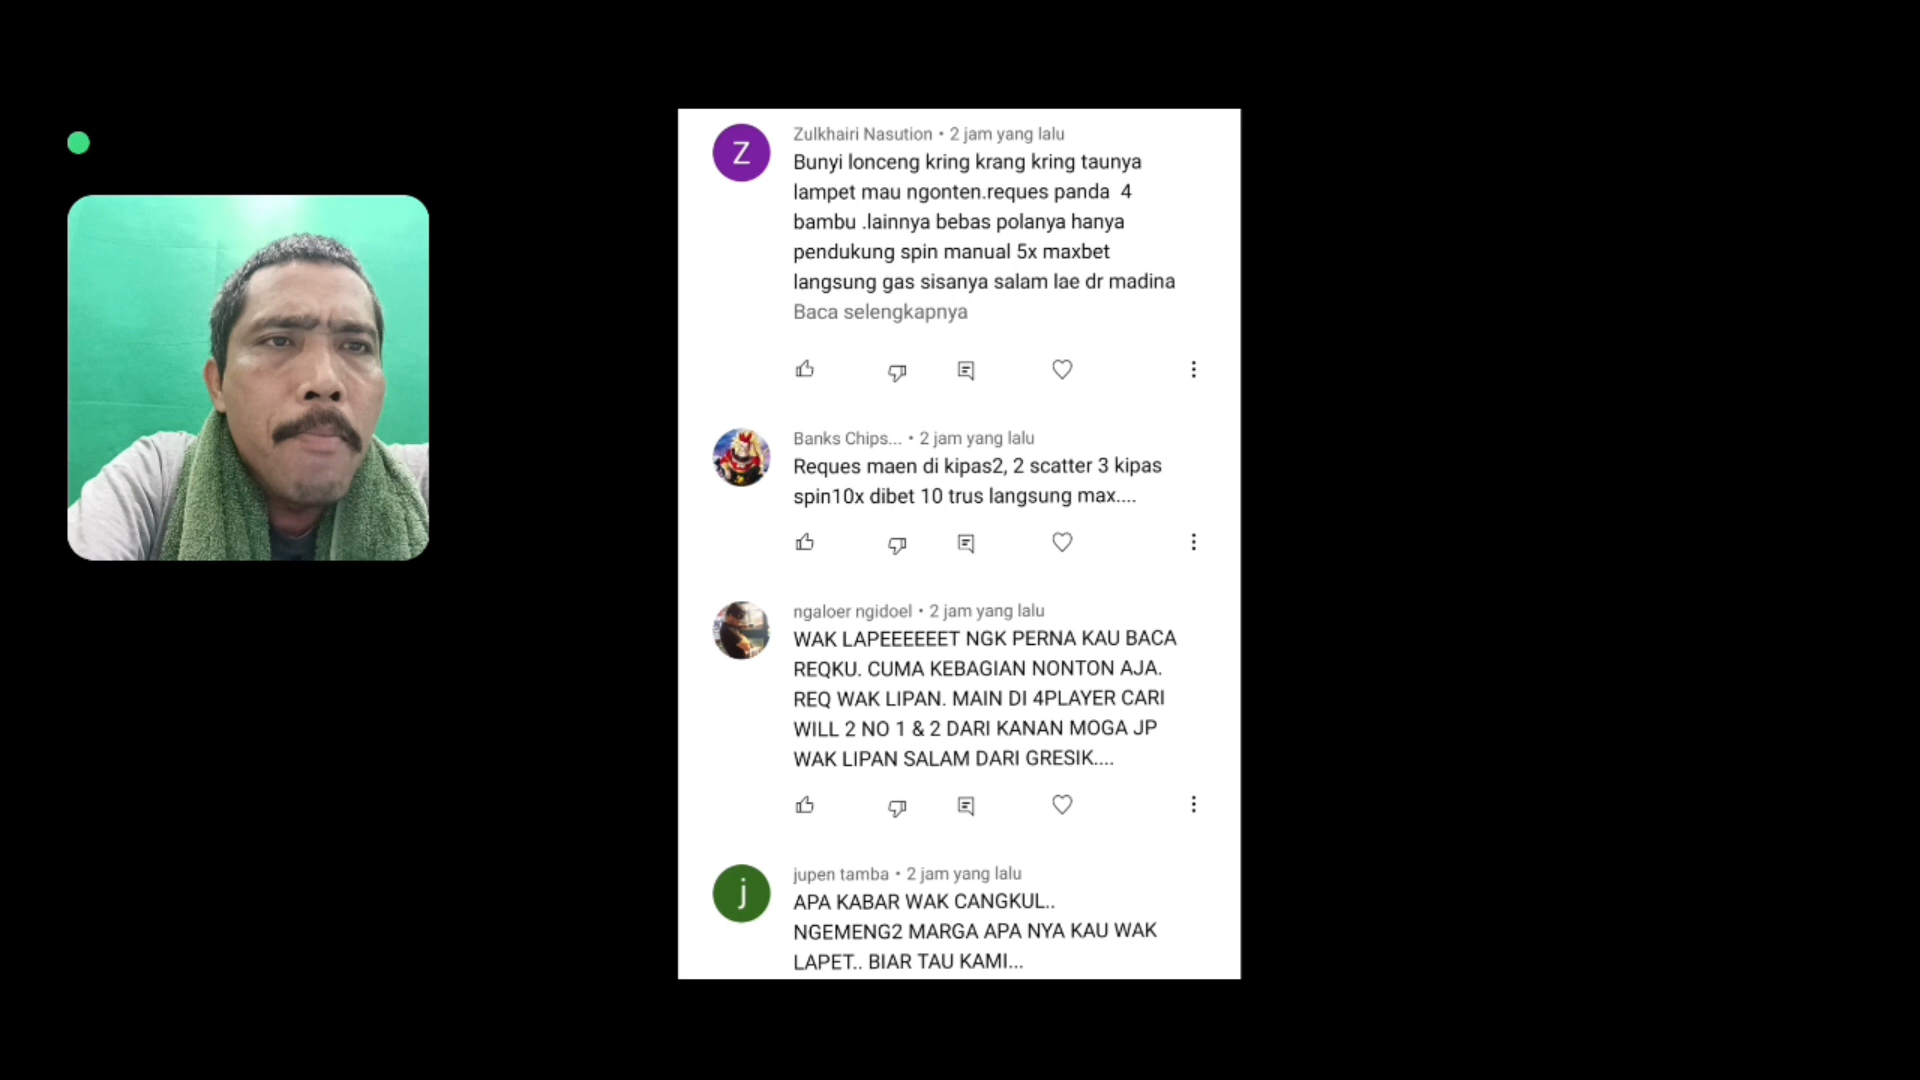 Z
Zulkhairi Nasution • 2 jam yang lalu
Bunyi lonceng kring krang kring taunya
lampet mau ngonten.reques panda 4
bambu .lainnya bebas polanya hanya
pendukung spin manual 5x maxbet
langsung gas sisanya salam lae dr madina
Baca selengkapnya
Banks Chips... • 2 jam yang lalu
Reques maen di kipas2, 2 scatter 3 kipas
spin10x dibet 10 trus langsung max....
ngaloer ngidoel • 2 jam yang lalu
WAK LAPEEEEEEET NGK PERNA KAU BACA
REQKU. CUMA KEBAGIAN NONTON AJA.
REQ WAK LIPAN. MAIN DI 4PLAYER CARI
WILL 2 NO 1 & 2 DARI KANAN MOGA JP
WAK LIPAN SALAM DARI GRESIK....
j
jupen tamba • 2 jam yang lalu
APA KABAR WAK CANGKUL..
NGEMENG2 MARGA APA NYA KAU WAK
LAPET.. BIAR TAU KAMI...